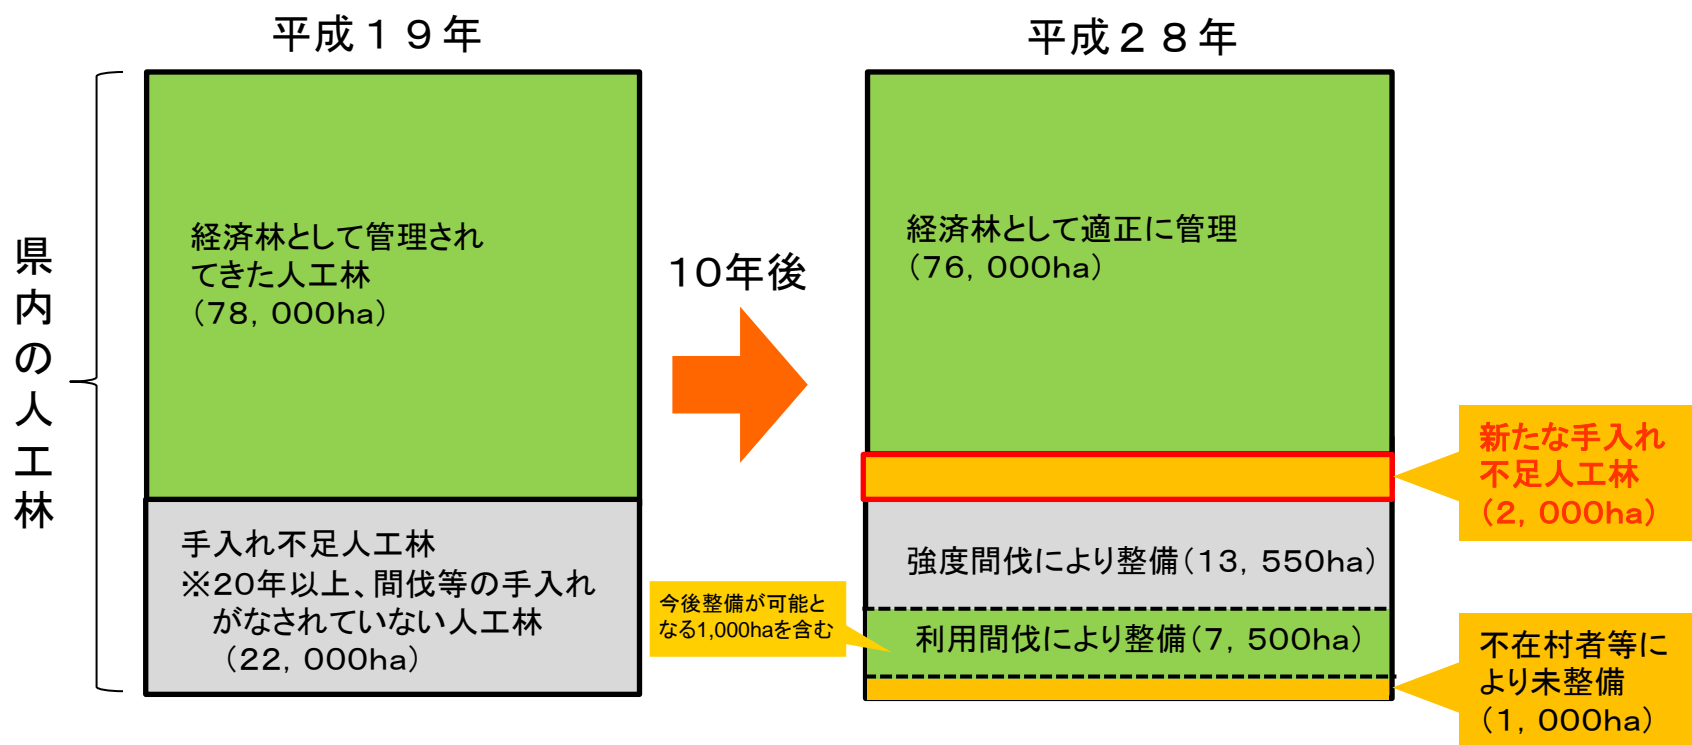 平成１９年
平成２８年
県内の人工林
経済林として管理され
てきた人工林
（78，000ha）
手入れ不足人工林
※20年以上、間伐等の手入れ
がなされていない人工林
（22，000ha）
10年後
経済林として適正に管理
（76，000ha）
新たな手入れ
不足人工林
（2，000ha）
強度間伐により整備（13，550ha）
今後整備が可能と
なる1,000haを含む
利用間伐により整備（7，500ha）
不在村者等に
より未整備
（1，000ha）